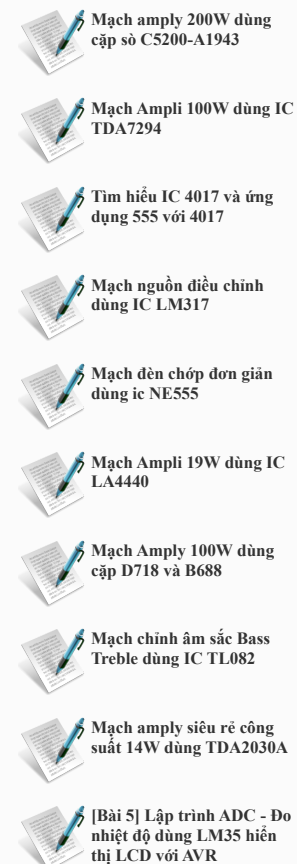 Mạch amply 200W dùng
cặp sò C5200-A1943
Mạch Ampli 100W dùng IC
TDA7294
Tìm hiểu IC 4017 và ứng
dụng 555 với 4017
Mạch nguồn điều chỉnh
dùng IC LM317
Mạch đèn chớp đơn giản
dùng ic NE555
Mạch Ampli 19W dùng IC
LA4440
Mạch Amply 100W dùng
cặp D718 và B688
Mạch chỉnh âm sắc Bass
Treble dùng IC TL082
Mạch amply siêu rẻ công
suất 14W dùng TDA2030A
[Bài 5] Lập trình ADC - Đo
nhiệt độ dùng LM35 hiển
thị LCD với AVR